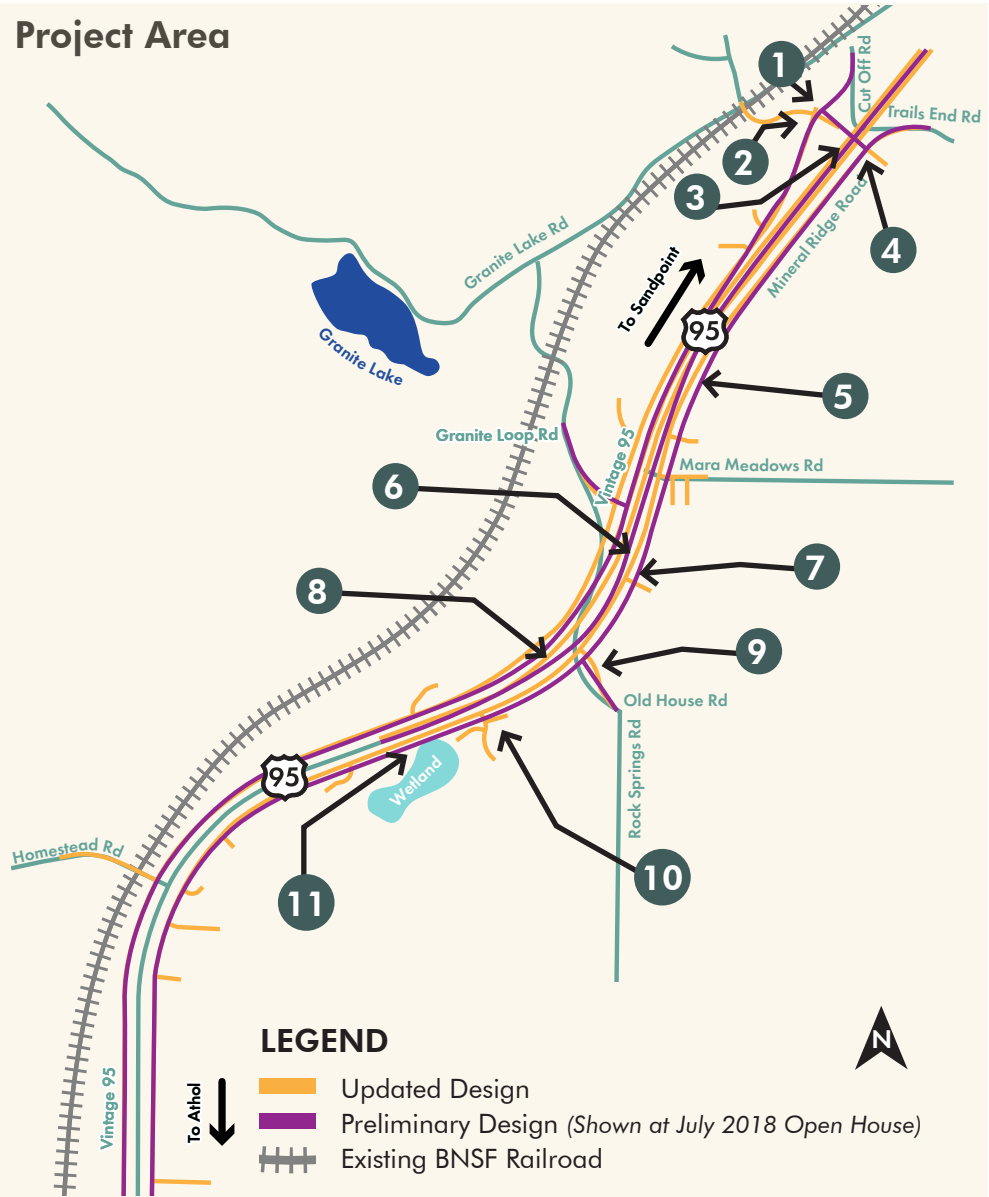 Project Area
1
Cut Off Rd
Trails End Rd
2
3
4
Mineral Ridge Road
Granite Lake Rd
To Sandpoint
95
Granite Lake
5
Granite Loop Rd
Vintage 95
Mara Meadows Rd
6
7
8
9
Old House Rd
Rock Springs Rd
95
Wetland
Homestead Rd
10
11
Vintage 95
To Athol
N
LEGEND
Updated Design
Preliminary Design (Shown at July 2018 Open House)
Existing BNSF Railroad